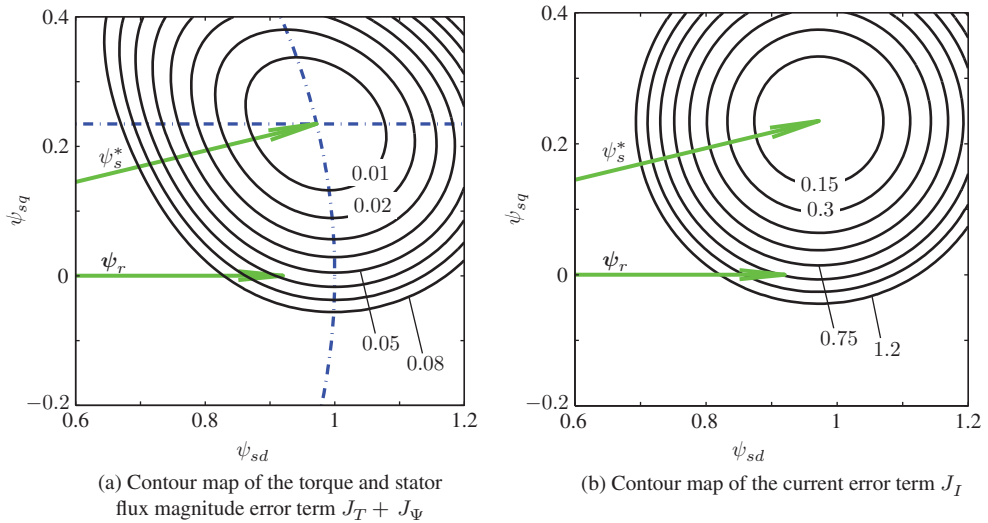 0.4
0.2
0
−0.2
ψsq
ψ*s
ψr
0.01
0.02
0.05
0.08
0.6 0.8 1 1.2
ψsd
(a) Contour map of the torque and stator
flux magnitude error term JT + JΨ
0.4
0.2
0
−0.2
ψsq
ψ*s
ψr
0.15
0.3
0.75
1.2
0.6 0.8 1 1.2
ψsd
(b) Contour map of the current error term JI